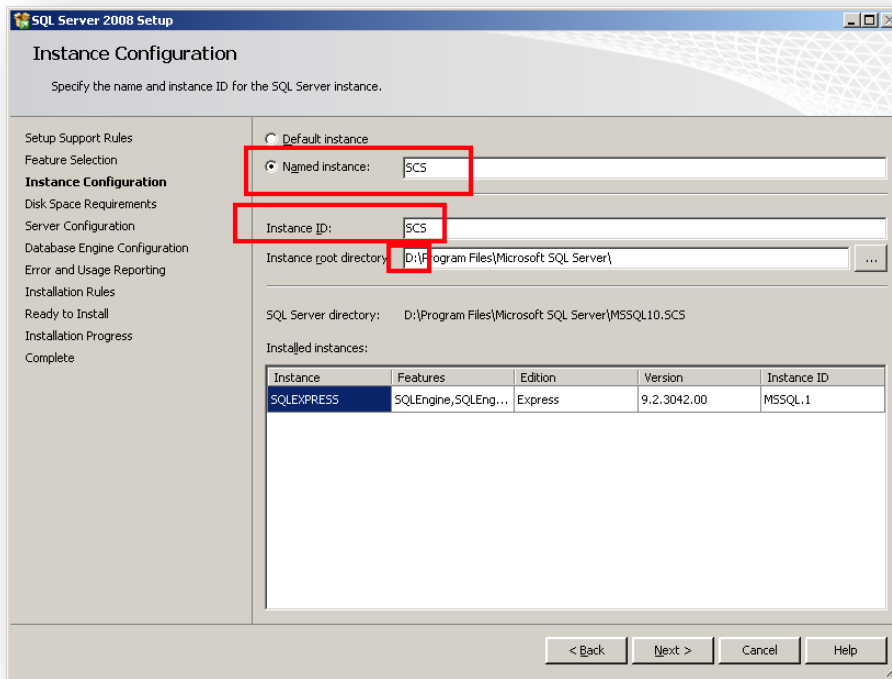 SQL Server 2008 Setup
Instance Configuration
Specify the name and instance ID for the SQL Server instance.
Setup Support Rules
Feature Selection
Instance Configuration
Disk Space Requirements
Server Configuration
Database Engine Configuration
Error and Usage Reporting
Installation Rules
Ready to Install
Installation Progress
Complete
Default instance
Named instance: SCS
Instance ID: SCS
Instance root directory D:\Program Files\Microsoft SQL Server\ ...
SQL Server directory: D:\Program Files\Microsoft SQL Server\MSSQL10.SCS
Installed instances:
Instance Features Edition Version Instance ID
SQLEXPRESS SQLEngine,SQLEng... Express 9.2.3042.00 MSSQL.1
< Back Next > Cancel Help